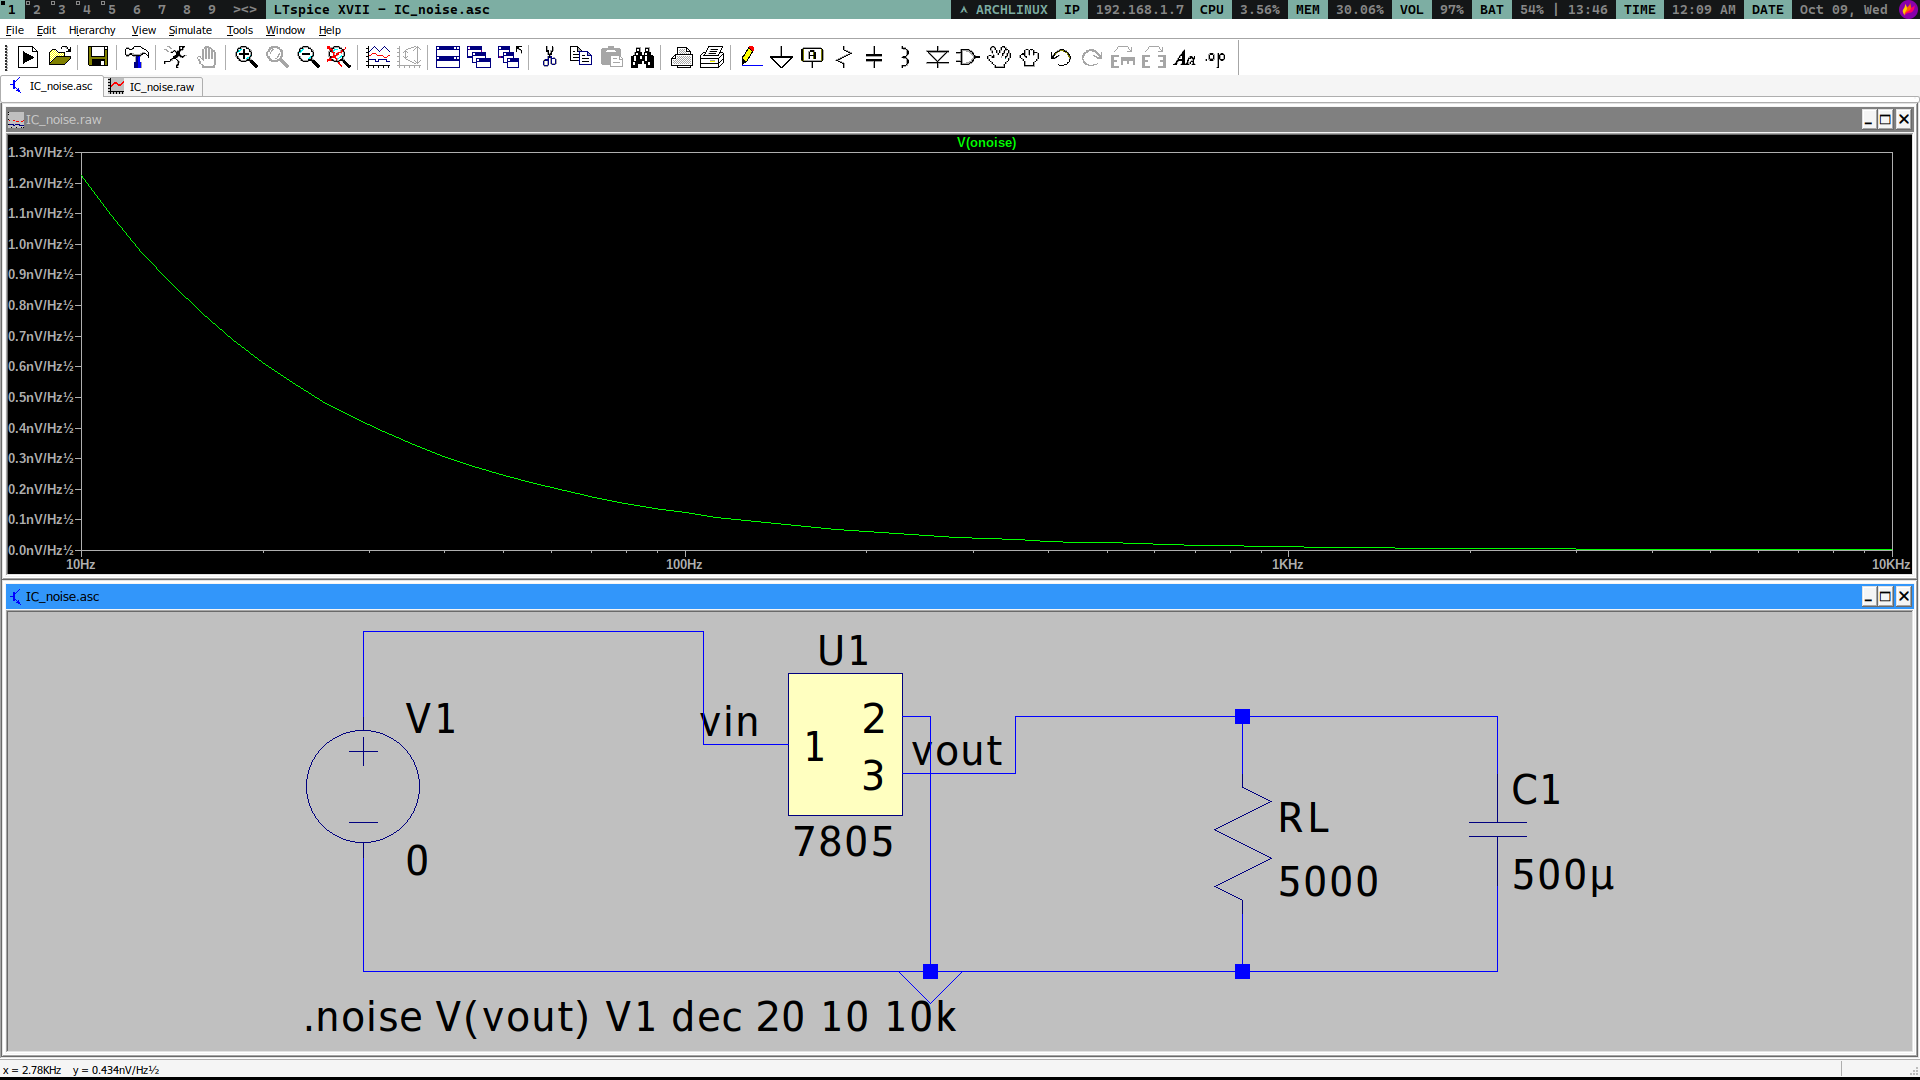 1 2 3 4 5 6 7 8 9 ><> LTspice XVII - IC_noise.asc ARCHLINUX IP 192.168.1.7 CPU 3.56% MEM 30.06% VOL 97% BAT 54% | 13:46 TIME 12:09 AM DATE Oct 09, Wed
File Edit Hierarchy View Simulate Tools Window Help
A Aa .op
IC_noise.asc IC_noise.raw
IC_noise.raw
V(onoise)
1.3nV/Hz½
1.2nV/Hz½
1.1nV/Hz½
1.0nV/Hz½
0.9nV/Hz½
0.8nV/Hz½
0.7nV/Hz½
0.6nV/Hz½
0.5nV/Hz½
0.4nV/Hz½
0.3nV/Hz½
0.2nV/Hz½
0.1nV/Hz½
0.0nV/Hz½
10Hz 100Hz 1KHz 10KHz
IC_noise.asc
U1
V1
vin
1
2
3
vout
7805
0
RL
5000
C1
500µ
.noise V(vout) V1 dec 20 10 10k
x = 2.78KHz y = 0.434nV/Hz½